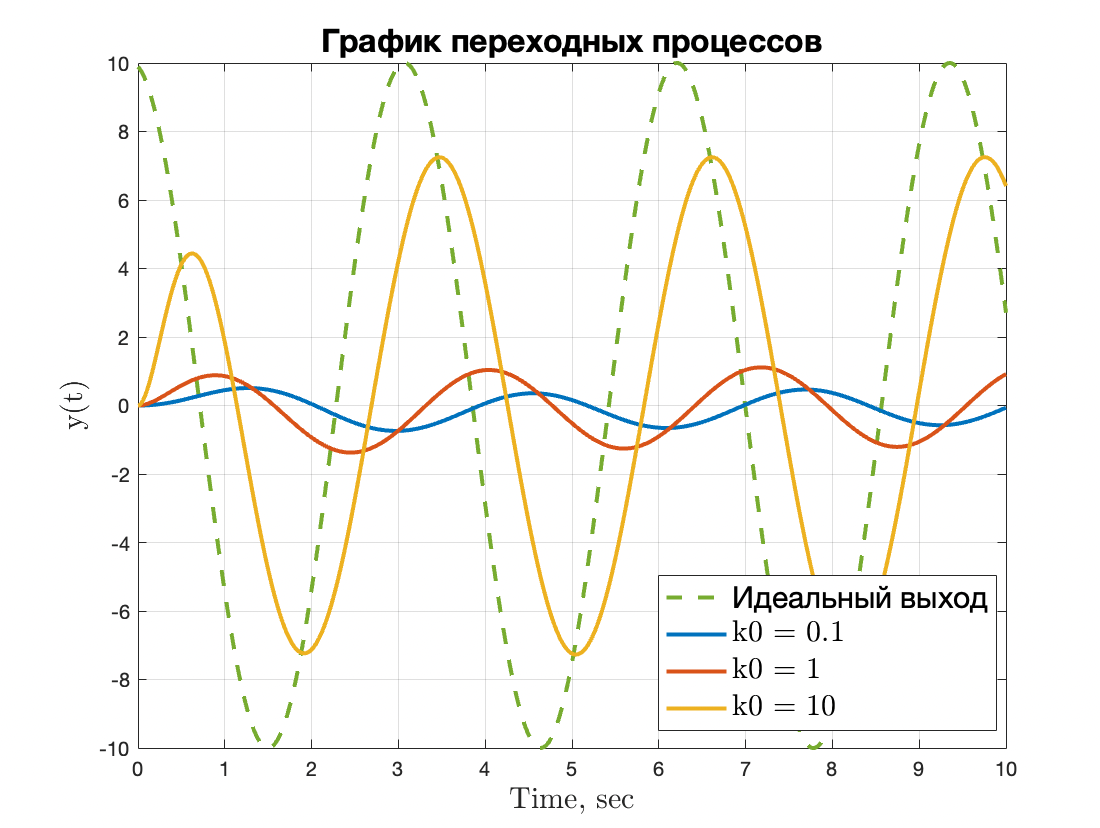 График переходных процессов
10
8
6
4
2
0
-2
-4
-6
-8
-10
y(t)
0 1 2 3 4 5 6 7 8 9 10
Time, sec
Идеальный выход
k0 = 0.1
k0 = 1
k0 = 10